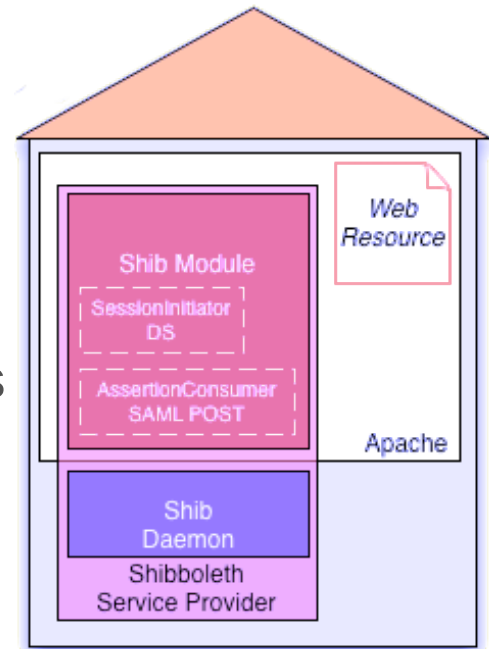 Web
Resource
Shib Module
SessionInitiator
DS
AssertionConsumer
SAML POST
s
Apache
Shib
Daemon
Shibboleth
Service Provider